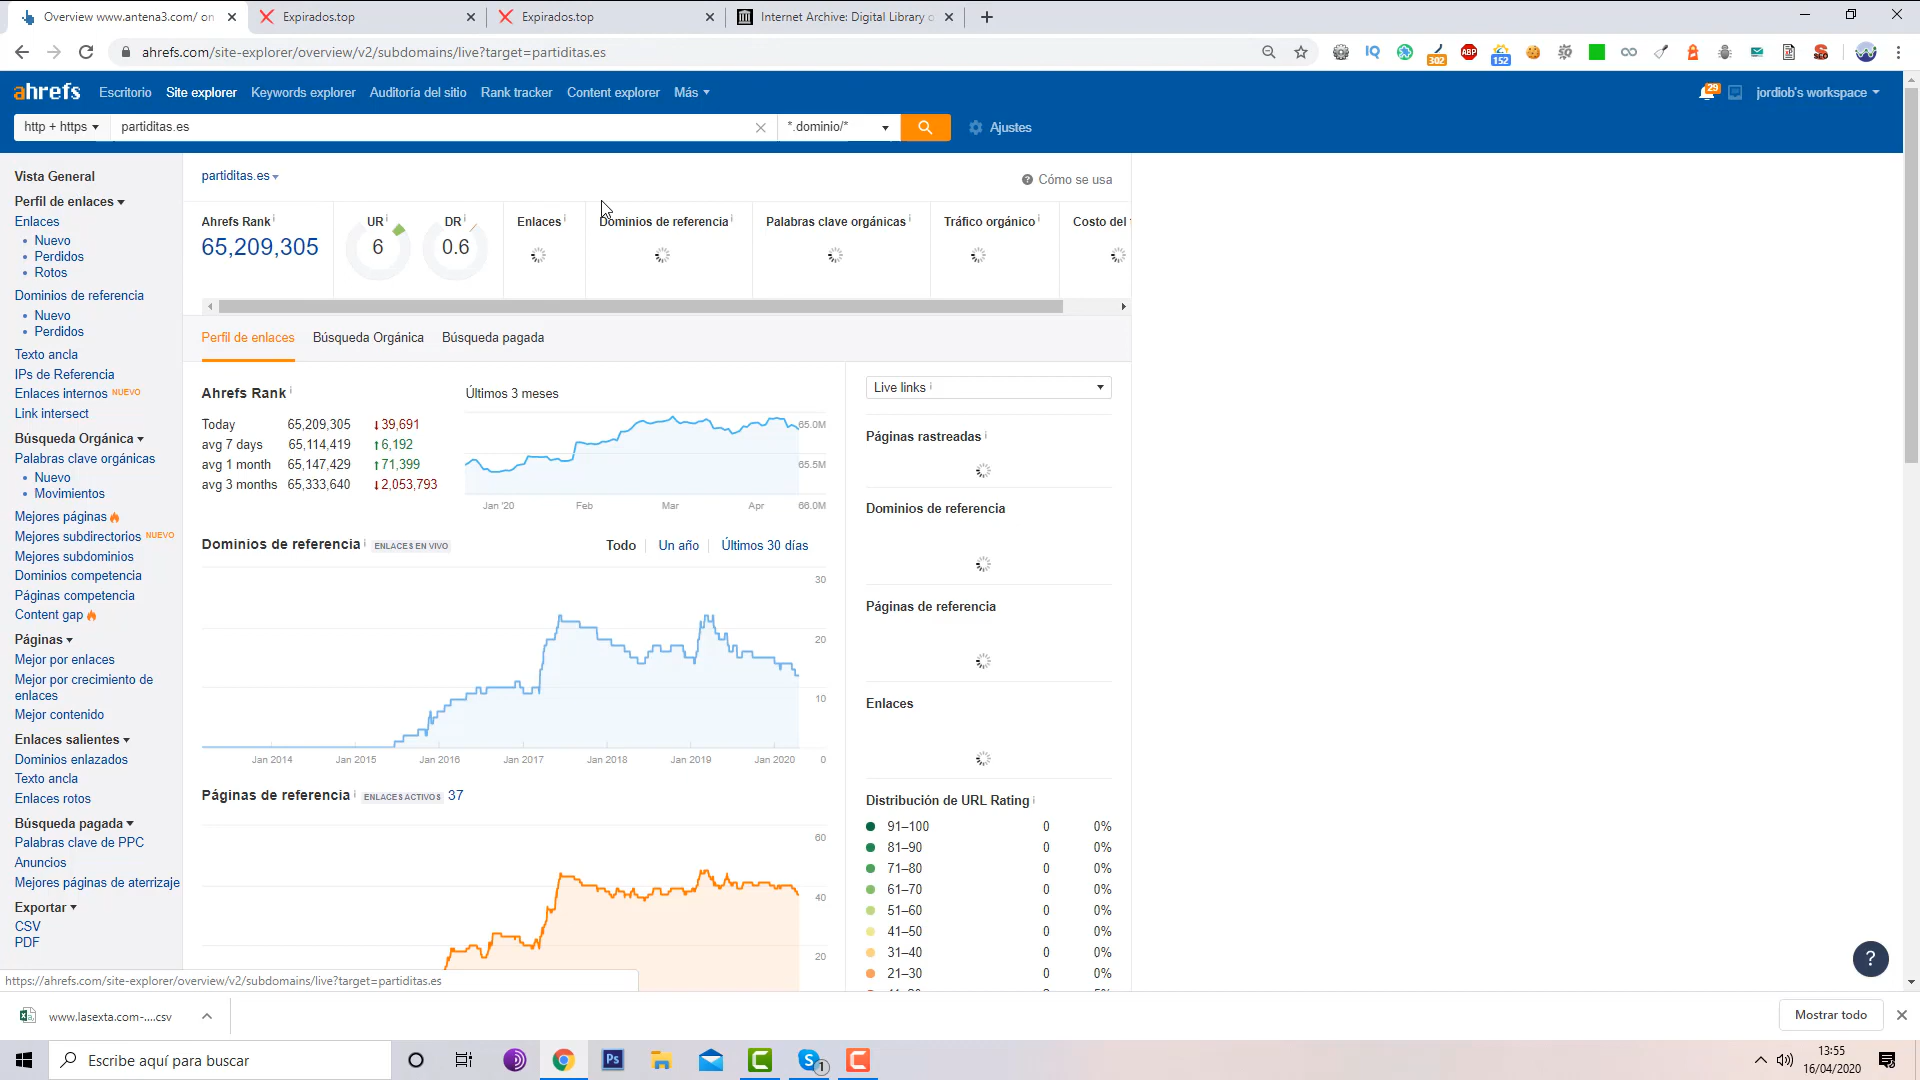 Overview www.antena3.com/ on
Expirados.top
Expirados.top
Internet Archive: Digital Library o
ahrefs.com/site-explorer/overview/v2/subdomains/live?target=partiditas.es
IQ
302
ABP
152
SEO
ahrefs
Escritorio
Site explorer
Keywords explorer
Auditoría del sitio
Rank tracker
Content explorer
Más
29
jordiob's workspace
http + https
partiditas.es
*.dominio/*
Ajustes
Vista General
Perfil de enlaces
Enlaces
Nuevo
Perdidos
Rotos
Dominios de referencia
Nuevo
Perdidos
Texto ancla
IPs de Referencia
Enlaces internos NUEVO
Link intersect
Búsqueda Orgánica
Palabras clave orgánicas
Nuevo
Movimientos
Mejores páginas
Mejores subdirectorios NUEVO
Mejores subdominios
Dominios competencia
Páginas competencia
Content gap
Páginas
Mejor por enlaces
Mejor por crecimiento de
enlaces
Mejor contenido
Enlaces salientes
Dominios enlazados
Texto ancla
Enlaces rotos
Búsqueda pagada
Palabras clave de PPC
Anuncios
Mejores páginas de aterrizaje
Exportar
CSV
PDF
partiditas.es
? Cómo se usa
Ahrefs Rank i
65,209,305
UR i
6
DR i
0.6
Enlaces i
Dominios de referencia i
Palabras clave orgánicas i
Tráfico orgánico i
Costo del
Perfil de enlaces
Búsqueda Orgánica
Búsqueda pagada
Ahrefs Rank i
Today 65,209,305 ↓39,691
avg 7 days 65,114,419 ↑6,192
avg 1 month 65,147,429 ↑71,399
avg 3 months 65,333,640 ↓2,053,793
Últimos 3 meses
65.0M
65.5M
66.0M
Jan '20 Feb Mar Apr
Dominios de referencia i ENLACES EN VIVO
Todo
Un año
Últimos 30 días
30
20
10
0
Jan 2014 Jan 2015 Jan 2016 Jan 2017 Jan 2018 Jan 2019 Jan 2020
Páginas de referencia i ENLACES ACTIVOS 37
60
40
20
Live links i
Páginas rastreadas i
Dominios de referencia
Páginas de referencia
Enlaces
Distribución de URL Rating i
91–100 0 0%
81–90 0 0%
71–80 0 0%
61–70 0 0%
51–60 0 0%
41–50 0 0%
31–40 0 0%
21–30 0 0%
?
https://ahrefs.com/site-explorer/overview/v2/subdomains/live?target=partiditas.es
www.lasexta.com-....csv
Mostrar todo
Escribe aquí para buscar
Ps
S
1
13:55
16/04/2020